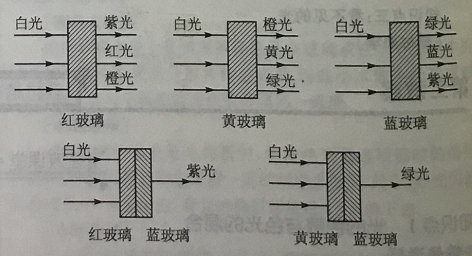 白光 紫光 白光 橙光 白光 绿光
红光 黄光 蓝光
橙光 绿光 紫光
红玻璃 黄玻璃 蓝玻璃
白光 紫光 白光 绿光
红玻璃 蓝玻璃 黄玻璃 蓝玻璃